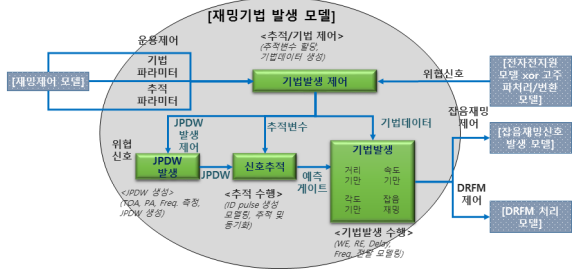 [재밍기법 발생 모델]
운용제어
<추적/기법 제어>
(추적변수 할당,
기법데이터 생성)
기법
파라미터
[재밍제어 모델]
추적
파라미터
기법발생 제어
위협신호
[전자전지원
모델 xor 고주
파처리/변환
모델]
JPDW
발생
제어
추적변수
기법데이터
잡음재밍
제어
[잡음재밍신호
발생 모델]
위협
신호
JPDW
발생
JPDW
신호추적
예측
게이트
기법발생
거리
기만
속도
기만
각도
기만
잡음
재밍
<JPDW 생성>
(TOA, PA, Freq. 측정,
JPDW 생성)
<추적 수행>
(ID pulse 생성
모델링, 추적 및
동기화)
<기법발생 수행>
(WE, RE, Delay,
Freq. 전달 모델링)
DRFM
제어
[DRFM 처리
모델]